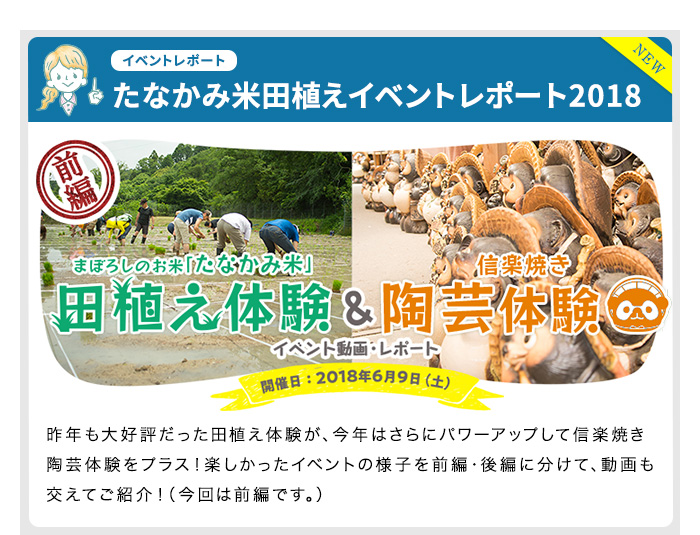 イベントレポート
NEW
たなかみ米田植えイベントレポート2018
前編
まぼろしのお米「たなかみ米」
信楽焼き
田植え体験&陶芸体験
イベント動画・レポート
開催日：2018年6月9日（土）
昨年も大好評だった田植え体験が、今年はさらにパワーアップして信楽焼き
陶芸体験をプラス！楽しかったイベントの様子を前編・後編に分けて、動画も
交えてご紹介！（今回は前編です。）